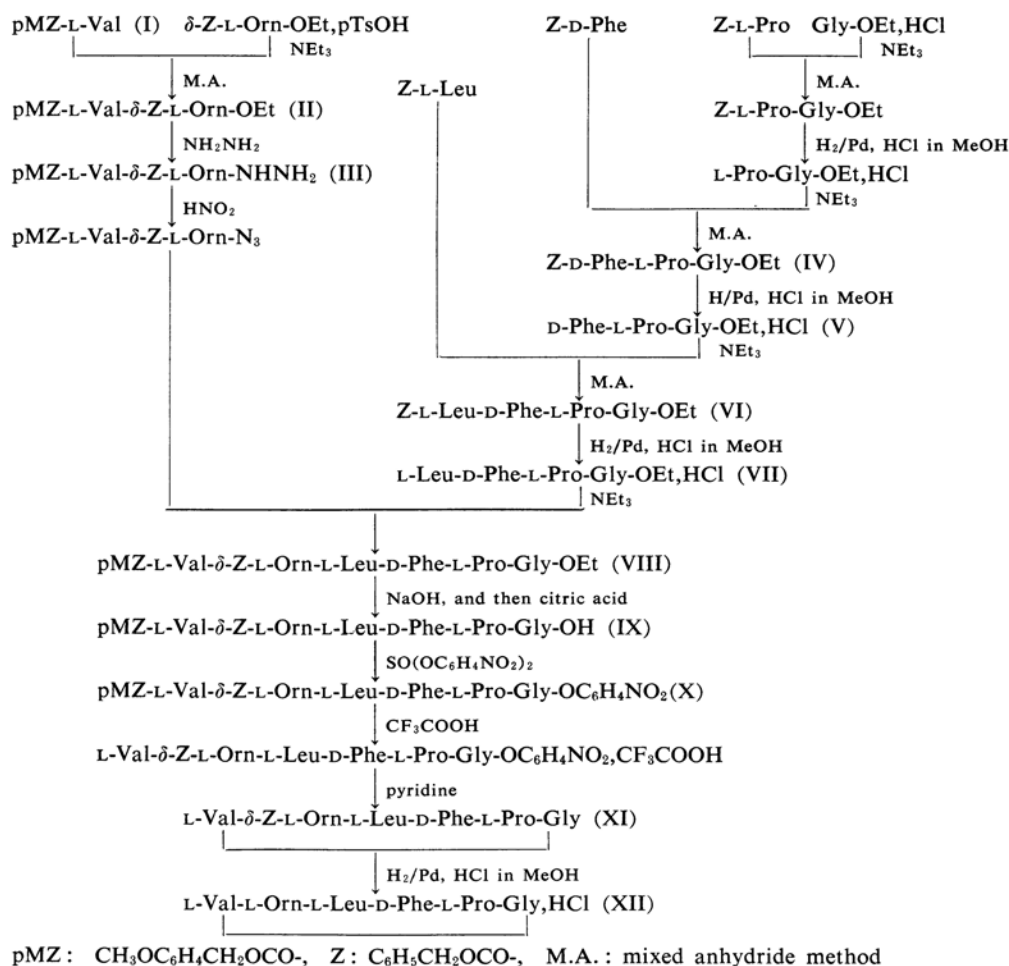 pMZ-L-Val (I) δ-Z-L-Orn-OEt,pTsOH Z-D-Phe Z-L-Pro Gly-OEt,HCl
NEt₃ NEt₃
M.A. M.A.
Z-L-Leu
pMZ-L-Val-δ-Z-L-Orn-OEt (II) Z-L-Pro-Gly-OEt
NH₂NH₂ H₂/Pd, HCl in MeOH
pMZ-L-Val-δ-Z-L-Orn-NHNH₂ (III) L-Pro-Gly-OEt,HCl
NEt₃
HNO₂
M.A.
pMZ-L-Val-δ-Z-L-Orn-N₃
Z-D-Phe-L-Pro-Gly-OEt (IV)
H/Pd, HCl in MeOH
D-Phe-L-Pro-Gly-OEt,HCl (V)
NEt₃
M.A.
Z-L-Leu-D-Phe-L-Pro-Gly-OEt (VI)
H₂/Pd, HCl in MeOH
L-Leu-D-Phe-L-Pro-Gly-OEt,HCl (VII)
NEt₃
pMZ-L-Val-δ-Z-L-Orn-L-Leu-D-Phe-L-Pro-Gly-OEt (VIII)
NaOH, and then citric acid
pMZ-L-Val-δ-Z-L-Orn-L-Leu-D-Phe-L-Pro-Gly-OH (IX)
SO(OC₆H₄NO₂)₂
pMZ-L-Val-δ-Z-L-Orn-L-Leu-D-Phe-L-Pro-Gly-OC₆H₄NO₂(X)
CF₃COOH
L-Val-δ-Z-L-Orn-L-Leu-D-Phe-L-Pro-Gly-OC₆H₄NO₂,CF₃COOH
pyridine
L-Val-δ-Z-L-Orn-L-Leu-D-Phe-L-Pro-Gly (XI)
H₂/Pd, HCl in MeOH
L-Val-L-Orn-L-Leu-D-Phe-L-Pro-Gly,HCl (XII)
pMZ: CH₃OC₆H₄CH₂OCO-, Z: C₆H₅CH₂OCO-, M.A.: mixed anhydride method